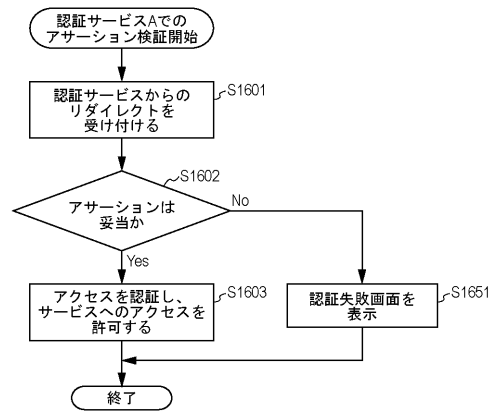 認証サービスAでの
アサーション検証開始
認証サービスからの
リダイレクトを
受け付ける
S1601
アサーションは
妥当か
S1602
No
Yes
アクセスを認証し、
サービスへのアクセスを
許可する
S1603
認証失敗画面を
表示
S1651
終了